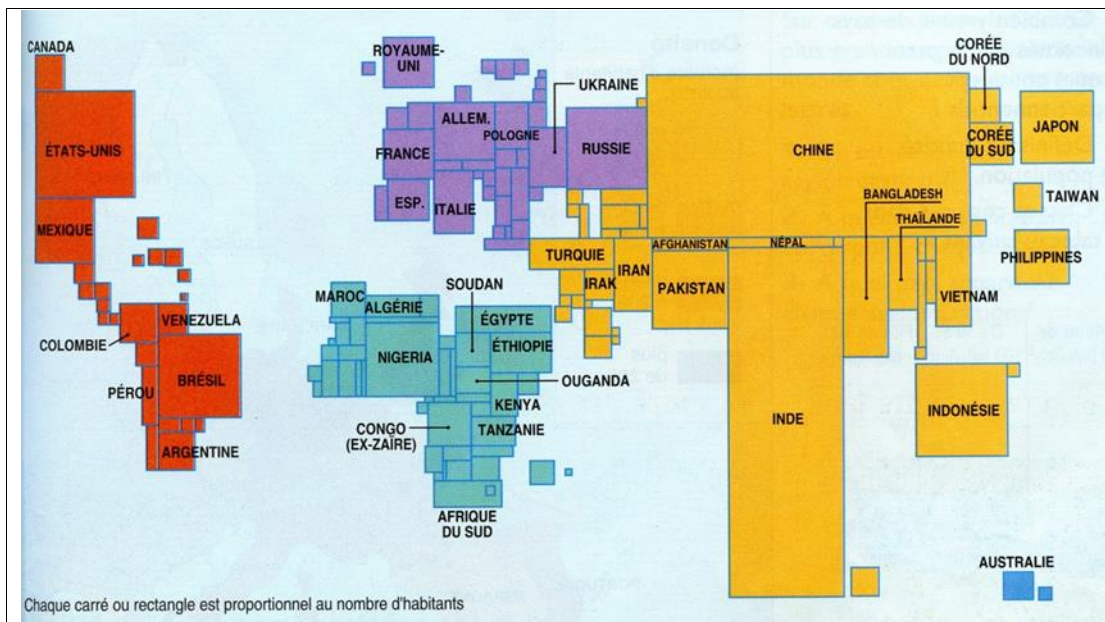 CANADA
ÉTATS-UNIS
MEXIQUE
COLOMBIE
VENEZUELA
PÉROU
BRÉSIL
ARGENTINE
ROYAUME-
UNI
ALLEM.
POLOGNE
UKRAINE
FRANCE
RUSSIE
ESP.
ITALIE
MAROC
ALGÉRIE
SOUDAN
ÉGYPTE
NIGERIA
ÉTHIOPIE
OUGANDA
KENYA
CONGO
(EX-ZAÏRE)
TANZANIE
AFRIQUE
DU SUD
CORÉE
DU NORD
CHINE
CORÉE
DU SUD
JAPON
BANGLADESH
TAIWAN
THAÏLANDE
TURQUIE
AFGHANISTAN
NÉPAL
IRAK
IRAN
PAKISTAN
VIETNAM
PHILIPPINES
INDE
INDONÉSIE
AUSTRALIE
Chaque carré ou rectangle est proportionnel au nombre d'habitants